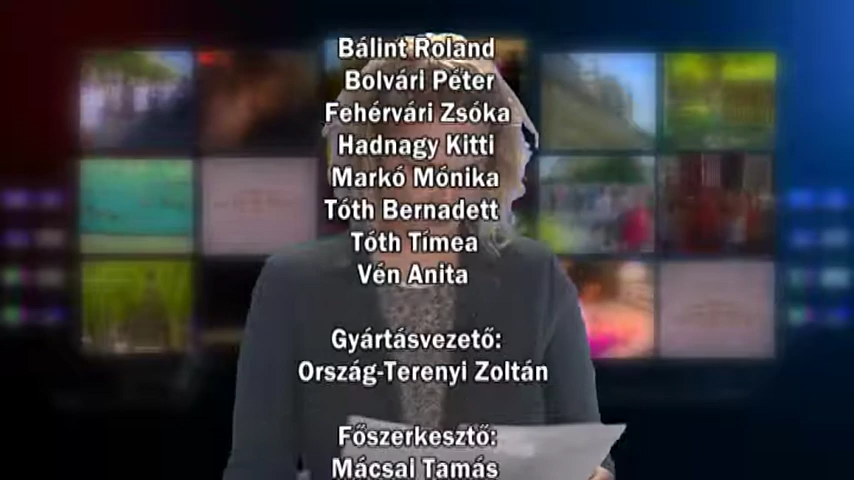 Bálint Roland
Bolvári Péter
Fehérvári Zsóka
Hadnagy Kitti
Markó Mónika
Tóth Bernadett
Tóth Tímea
Vén Anita
Gyártásvezető:
Ország-Terenyi Zoltán
Főszerkesztő:
Mácsai Tamás